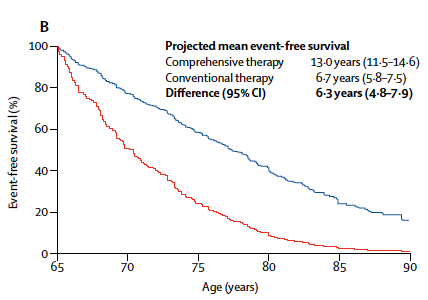 B
Projected mean event-free survival
Comprehensive therapy 13·0 years (11·5–14·6)
Conventional therapy 6·7 years (5·8–7·5)
Difference (95% CI) 6·3 years (4·8–7·9)
Event-free survival (%)
100
80
60
40
20
0
65 70 75 80 85 90
Age (years)